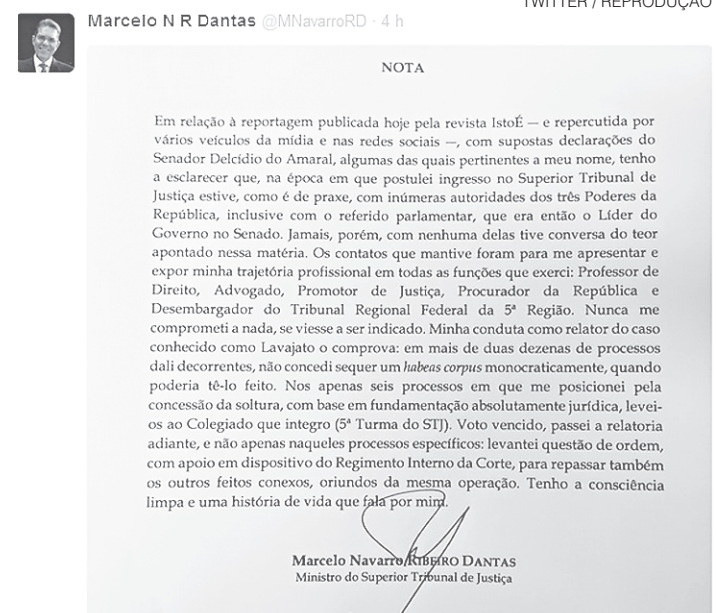 TWITTER / REPRODUÇÃO
Marcelo N R Dantas @MNavarroRD · 4 h
NOTA
Em relação à reportagem publicada hoje pela revista IstoÉ — e repercutida por
vários veículos da mídia e nas redes sociais —, com supostas declarações do
Senador Delcídio do Amaral, algumas das quais pertinentes a meu nome, tenho
a esclarecer que, na época em que postulei ingresso no Superior Tribunal de
Justiça estive, como é de praxe, com inúmeras autoridades dos três Poderes da
República, inclusive com o referido parlamentar, que era então o Líder do
Governo no Senado. Jamais, porém, com nenhuma delas tive conversa do teor
apontado nessa matéria. Os contatos que mantive foram para me apresentar e
expor minha trajetória profissional em todas as funções que exerci: Professor de
Direito, Advogado, Promotor de Justiça, Procurador da República e
Desembargador do Tribunal Regional Federal da 5ª Região. Nunca me
comprometi a nada, se viesse a ser indicado. Minha conduta como relator do caso
conhecido como Lavajato o comprova: em mais de duas dezenas de processos
dali decorrentes, não concedi sequer um habeas corpus monocraticamente, quando
poderia tê-lo feito. Nos apenas seis processos em que me posicionei pela
concessão da soltura, com base em fundamentação absolutamente jurídica, levei-
os ao Colegiado que integro (5ª Turma do STJ). Voto vencido, passei a relatoria
adiante, e não apenas naqueles processos específicos: levantei questão de ordem,
com apoio em dispositivo do Regimento Interno da Corte, para repassar também
os outros feitos conexos, oriundos da mesma operação. Tenho a consciência
limpa e uma história de vida que fala por mim.
Marcelo Navarro RIBEIRO DANTAS
Ministro do Superior Tribunal de Justiça